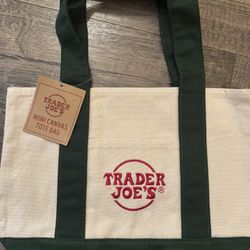 TRADER
JOE'S
MINI CANVAS
TOTE BAG
TRADER
JOE'S®